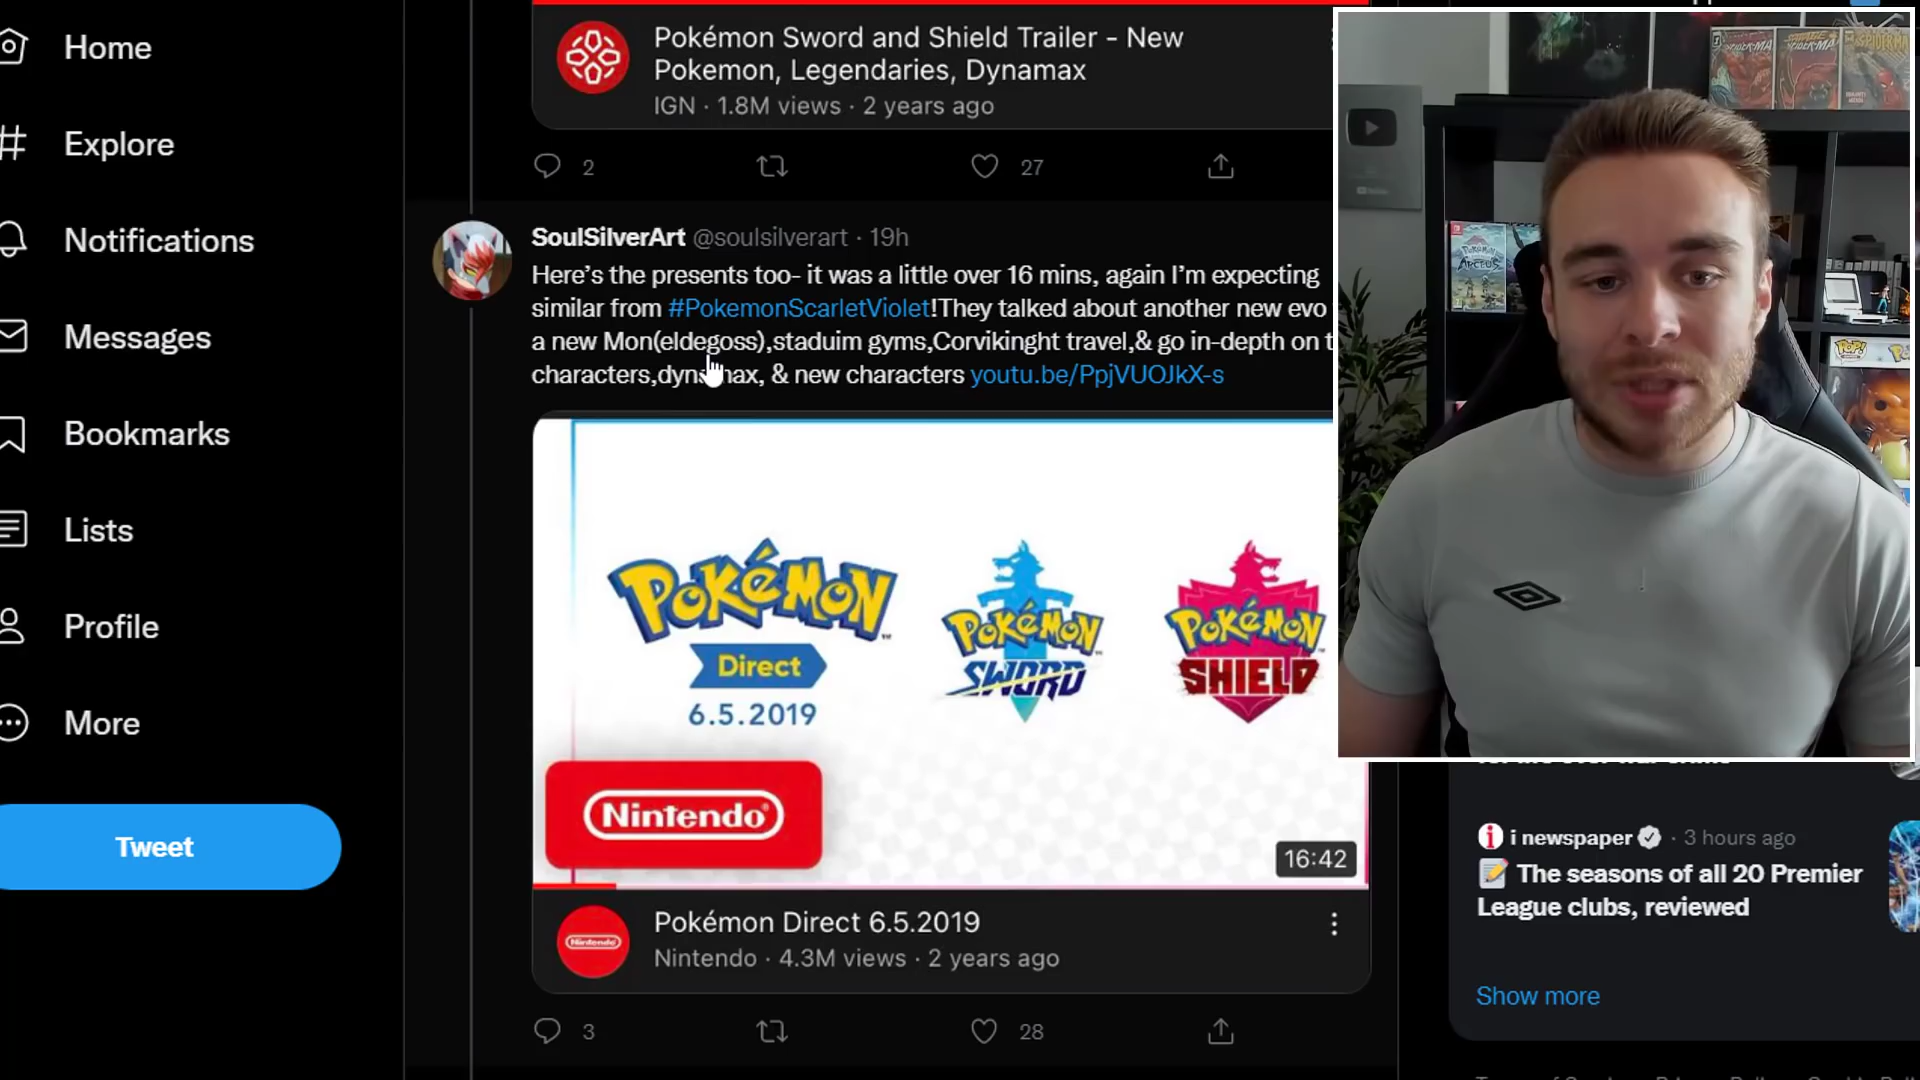 Home
Explore
Notifications
Messages
Bookmarks
Lists
Profile
More
Tweet
Pokémon Sword and Shield Trailer - New
Pokemon, Legendaries, Dynamax
IGN · 1.8M views · 2 years ago
2
27
SoulSilverArt @soulsilverart · 19h
Here's the presents too- it was a little over 16 mins, again I'm expecting
similar from #PokemonScarletViolet!They talked about another new evo
a new Mon(eldegoss),staduim gyms,Corvikinght travel,& go in-depth on t
characters, & new characters youtu.be/PpjVUOJkX-s
POKéMON
Direct
6.5.2019
POKéMON
SWORD
POKéMON
SHIELD
Nintendo
16:42
Nintendo
Pokémon Direct 6.5.2019
Nintendo · 4.3M views · 2 years ago
3
28
POKéMON
ARCEUS
POP!
i newspaper · 3 hours ago
The seasons of all 20 Premier
League clubs, reviewed
Show more